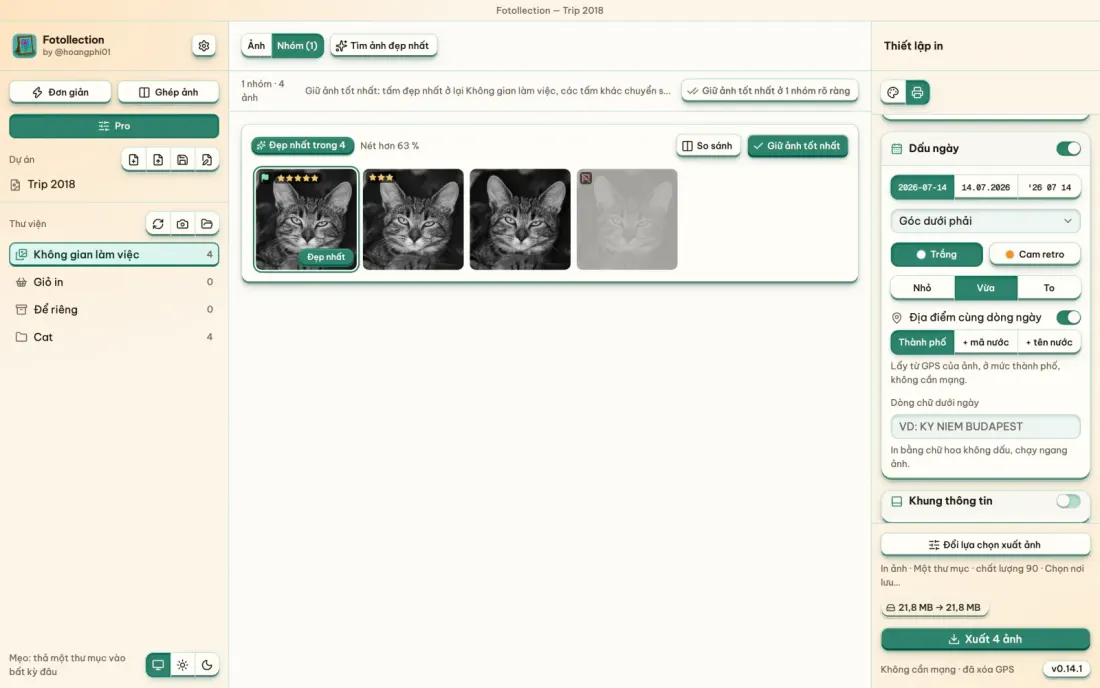 Fotollection — Trip 2018
Fotollection
by @hoangphi01
Đơn giản
Ghép ảnh
Pro
Dự án
Trip 2018
Thư viện
Không gian làm việc 4
Giỏ in 0
Để riêng 0
Cat 4
Mẹo: thả một thư mục vào
bất kỳ đâu
Ảnh
Nhóm (1)
Tìm ảnh đẹp nhất
1 nhóm · 4
ảnh
Giữ ảnh tốt nhất: tấm đẹp nhất ở lại Không gian làm việc, các tấm khác chuyển s...
Giữ ảnh tốt nhất ở 1 nhóm rõ ràng
Đẹp nhất trong 4
Nét hơn 63 %
So sánh
Giữ ảnh tốt nhất
Đẹp nhất
Thiết lập in
Dấu ngày
2026-07-14
14.07.2026
'26 07 14
Góc dưới phải
Trắng
Cam retro
Nhỏ
Vừa
To
Địa điểm cùng dòng ngày
Thành phố
+ mã nước
+ tên nước
Lấy từ GPS của ảnh, ở mức thành phố,
không cần mạng.
Dòng chữ dưới ngày
VD: KY NIEM BUDAPEST
In bằng chữ hoa không dấu, chạy ngang
ảnh.
Khung thông tin
Đổi lựa chọn xuất ảnh
In ảnh · Một thư mục · chất lượng 90 · Chọn nơi
lưu...
21,8 MB → 21,8 MB
Xuất 4 ảnh
Không cần mạng · đã xóa GPS
v0.14.1